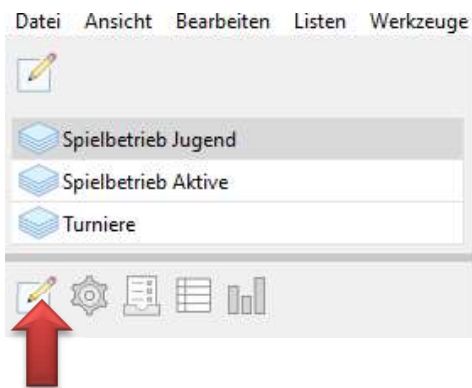 Datei Ansicht Bearbeiten Listen Werkzeuge
Spielbetrieb Jugend
Spielbetrieb Aktive
Turniere